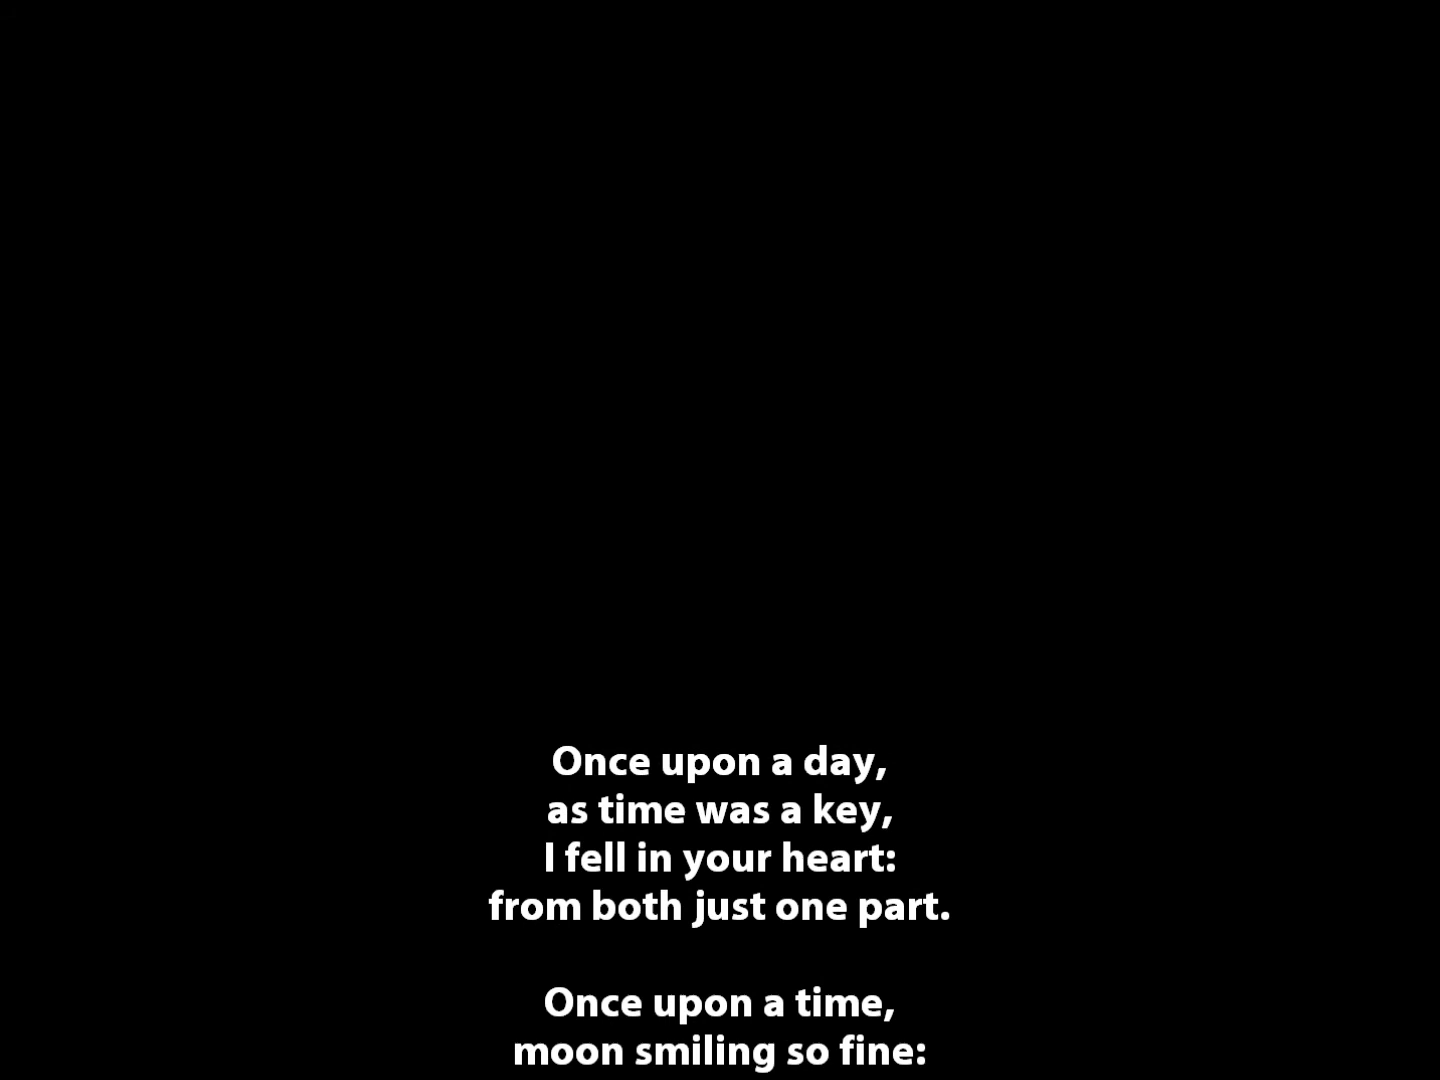 Once upon a day,
as time was a key,
I fell in your heart:
from both just one part.
Once upon a time,
moon smiling so fine: